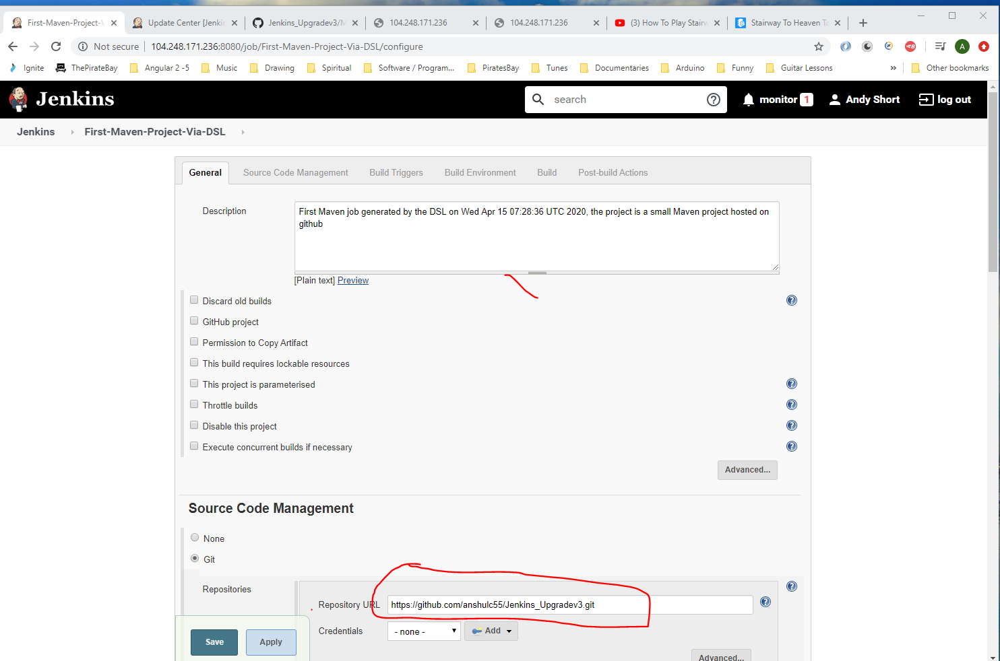 First-Maven-Project-V
Update Center [Jenki
Jenkins_Upgradev3/M
104.248.171.236
104.248.171.236
(3) How To Play Stairw
Stairway To Heaven Ta
Not secure
104.248.171.236:8080/job/First-Maven-Project-Via-DSL/configure
A
Ignite
ThePirateBay
Angular 2 -5
Music
Drawing
Spiritual
Software / Program...
PiratesBay
Tunes
Documentaries
Arduino
Funny
Guitar Lessons
»
Other bookmarks
Jenkins
search
monitor 1
Andy Short
log out
Jenkins
First-Maven-Project-Via-DSL
General
Source Code Management
Build Triggers
Build Environment
Build
Post-build Actions
Description
First Maven job generated by the DSL on Wed Apr 15 07:28:36 UTC 2020, the project is a small Maven project hosted on
github
[Plain text] Preview
Discard old builds
GitHub project
Permission to Copy Artifact
This build requires lockable resources
This project is parameterised
Throttle builds
Disable this project
Execute concurrent builds if necessary
Advanced...
Source Code Management
None
Git
Repositories
Repository URL
https://github.com/anshulc55/Jenkins_Upgradev3.git
Credentials
- none -
Add
Save
Apply
Advanced...